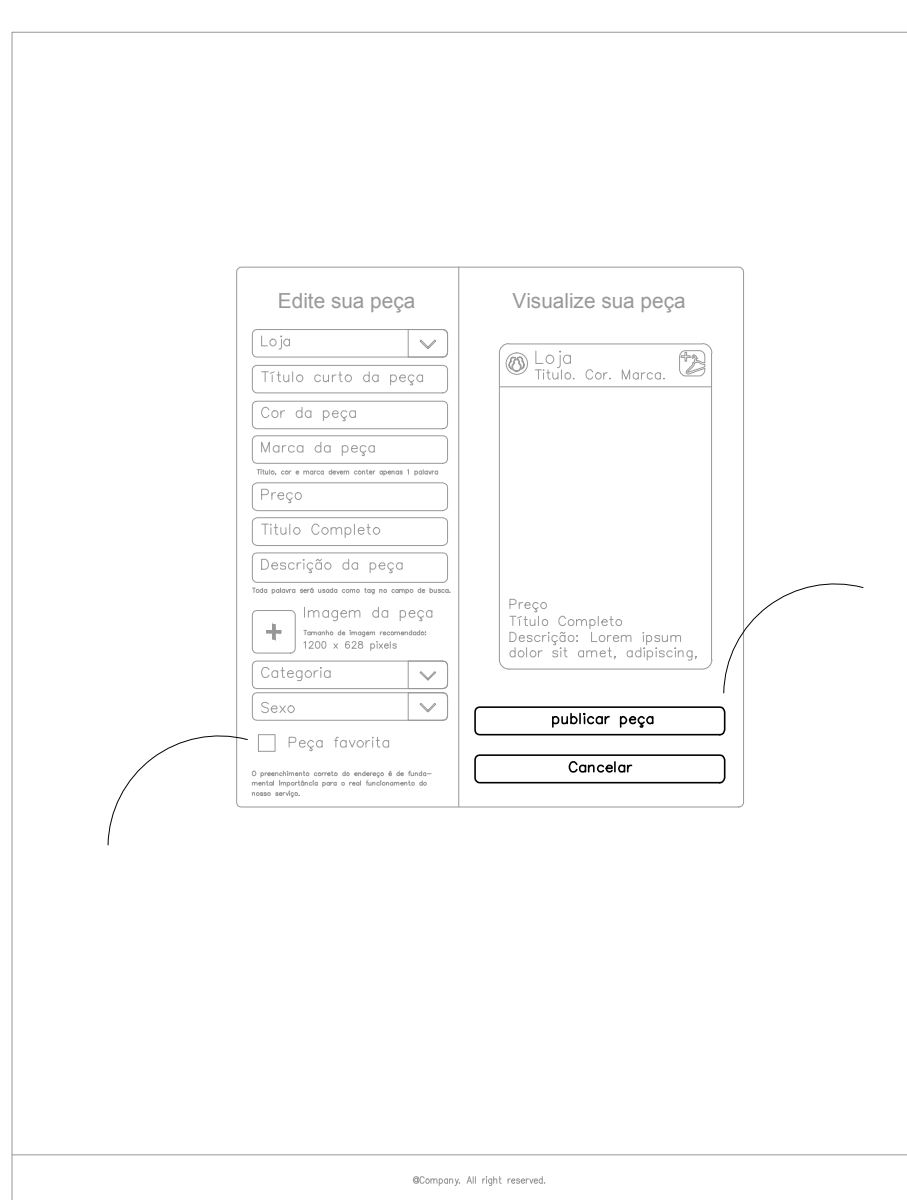 Edite sua peça
Loja
Título curto da peça
Cor da peça
Marca da peça
Título, cor e marca devem conter apenas 1 palavra
Preço
Titulo Completo
Descrição da peça
Toda palavra será usada como tag no campo de busca.
Imagem da peça
Tamanho de imagem recomendada:
1200 x 628 pixels
Categoria
Sexo
Peça favorita
O preenchimento correto do endereço é de funda-
mental importância para o real funcionamento do
nosso serviço.
Visualize sua peça
Loja
Titulo. Cor. Marca.
Preço
Título Completo
Descrição: Lorem ipsum
dolor sit amet, adipiscing,
publicar peça
Cancelar
@Company. All right reserved.